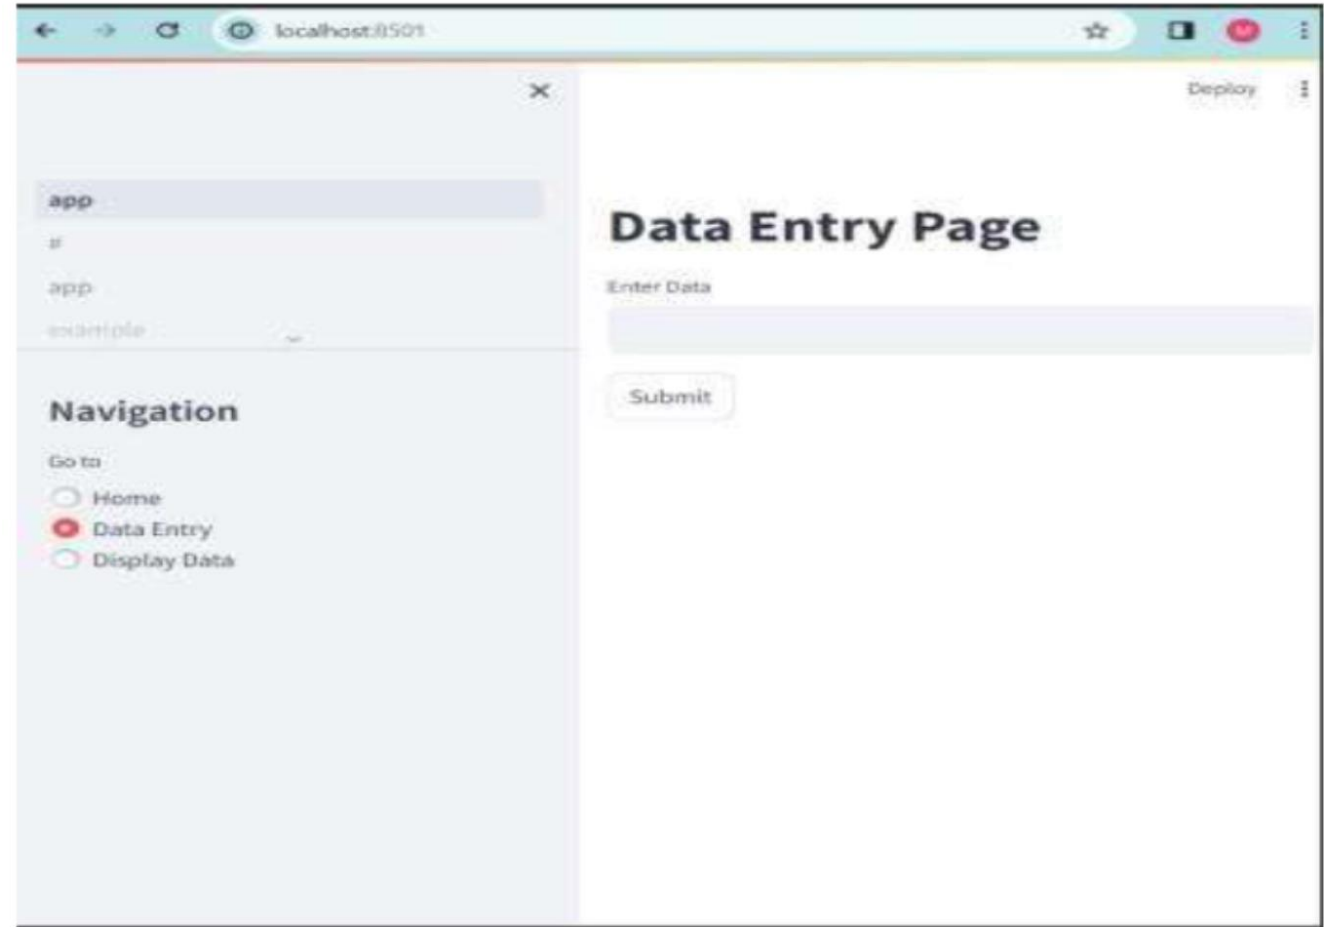 localhost:8501
Deploy
app
#
app
example
Navigation
Go to
Home
Data Entry
Display Data
Data Entry Page
Enter Data
Submit